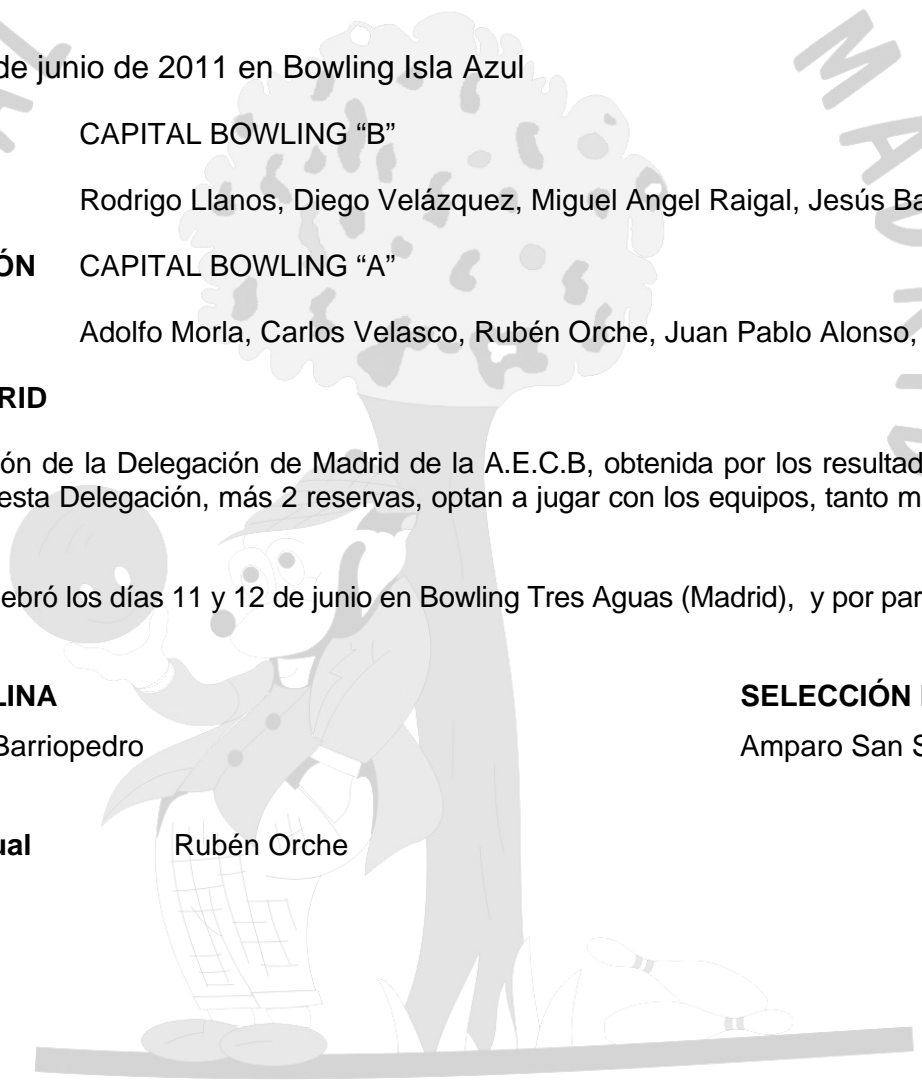 de junio de 2011 en Bowling Isla Azul
CAPITAL BOWLING “B”
Rodrigo Llanos, Diego Velázquez, Miguel Angel Raigal, Jesús Ba
ÓN CAPITAL BOWLING “A”
Adolfo Morla, Carlos Velasco, Rubén Orche, Juan Pablo Alonso,
RID
ón de la Delegación de Madrid de la A.E.C.B, obtenida por los resultad
esta Delegación, más 2 reservas, optan a jugar con los equipos, tanto m
ebró los días 11 y 12 de junio en Bowling Tres Aguas (Madrid), y por par
LINA SELECCIÓN
Barriopedro Amparo San S
ual Rubén Orche
MADRID